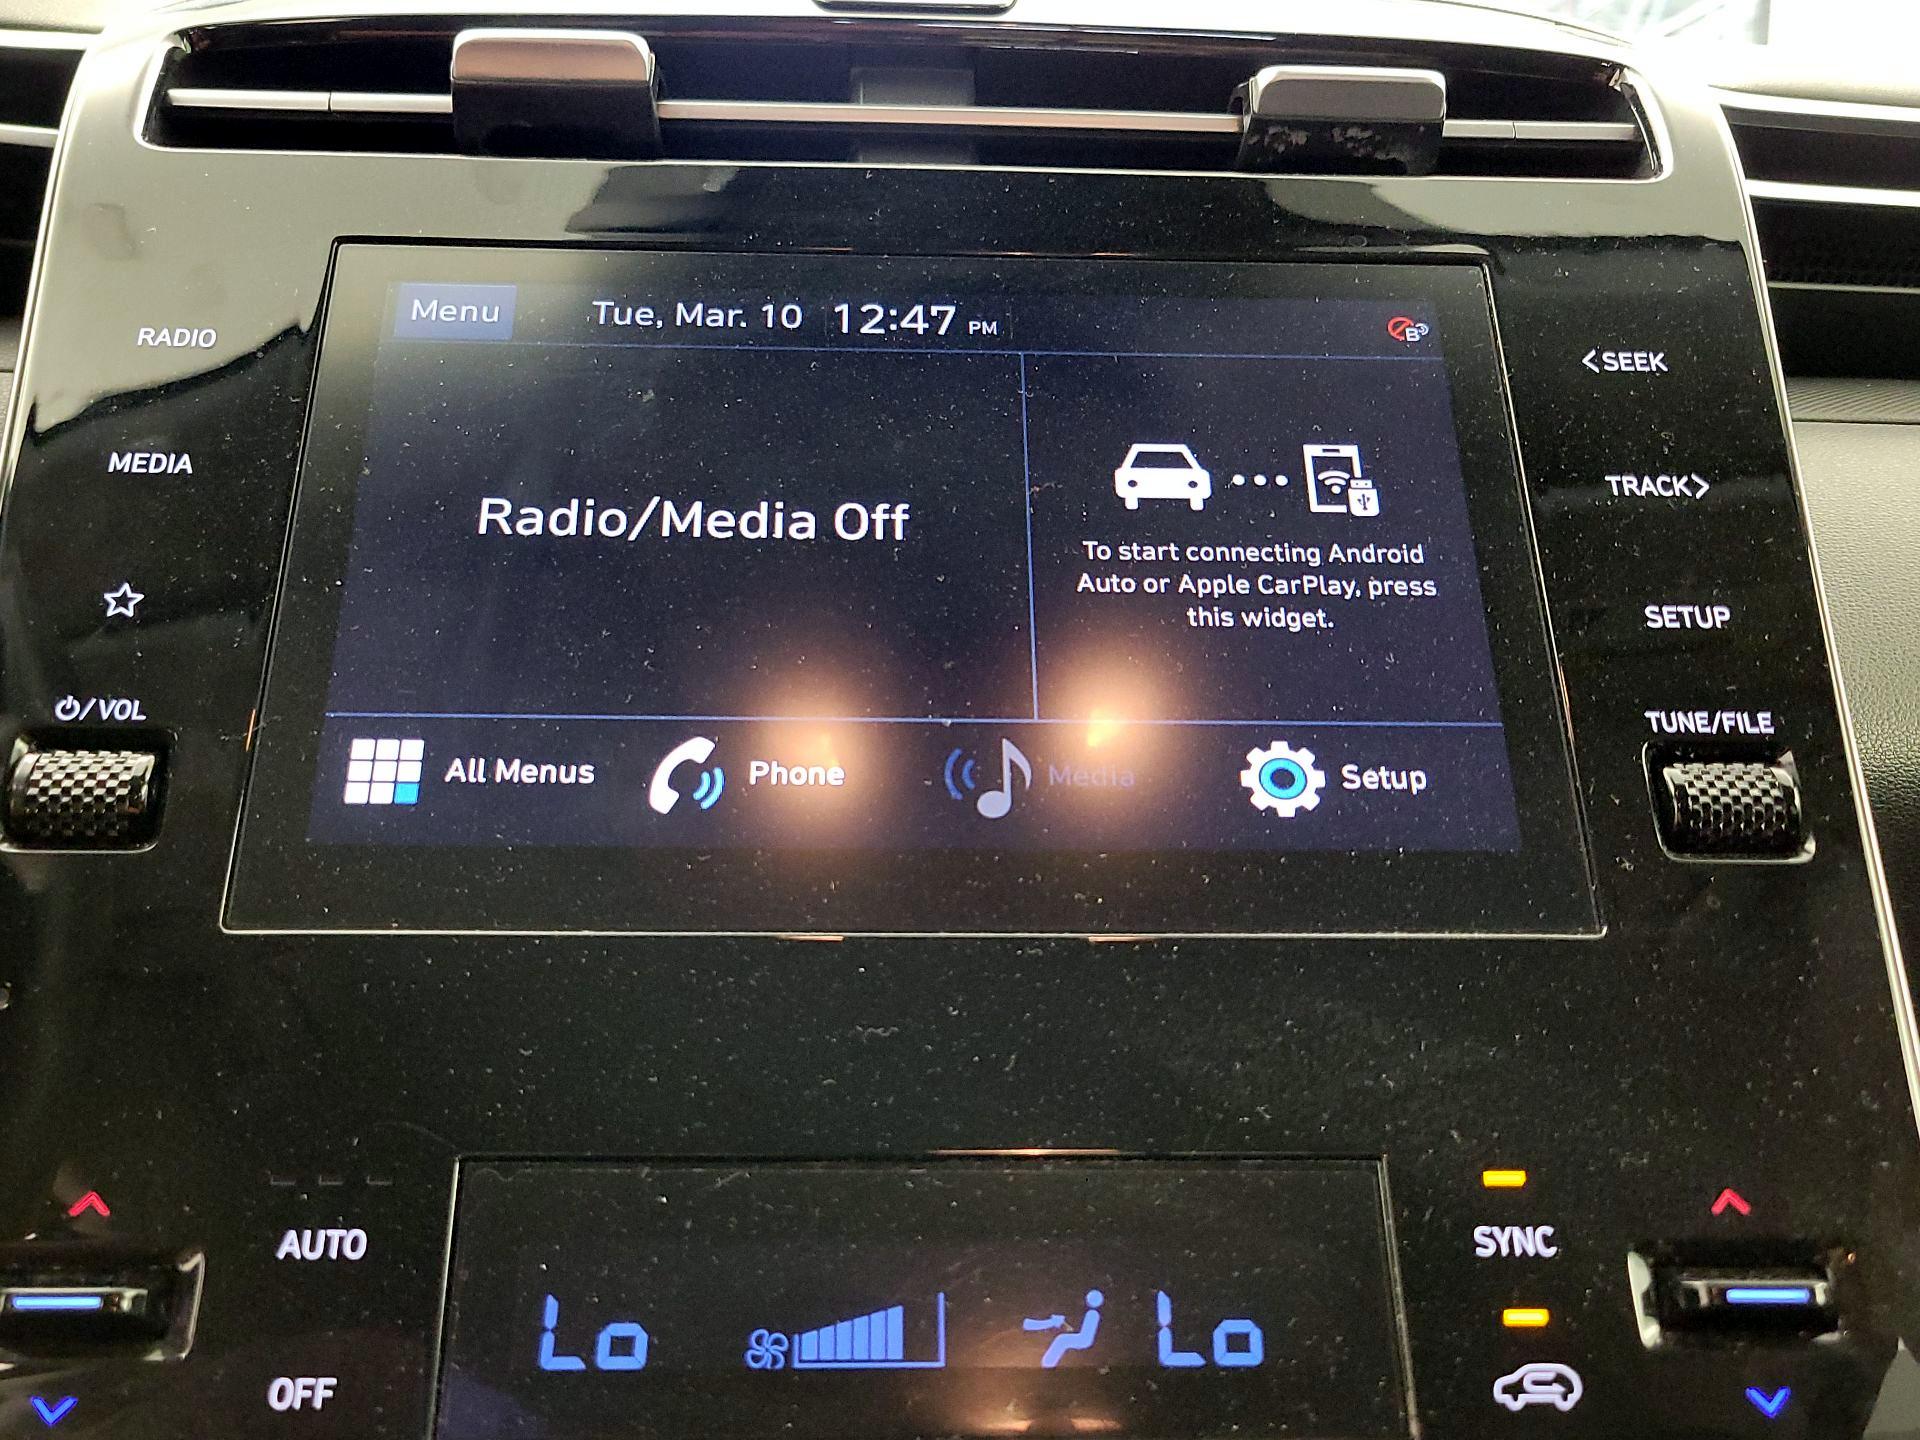 Menu
Tue, Mar. 10 12:47 PM
B
RADIO
<SEEK
MEDIA
TRACK>
Radio/Media Off
To start connecting Android
Auto or Apple CarPlay, press
this widget.
SETUP
/VOL
TUNE/FILE
All Menus
Phone
Media
Setup
AUTO
SYNC
Lo
Lo
OFF